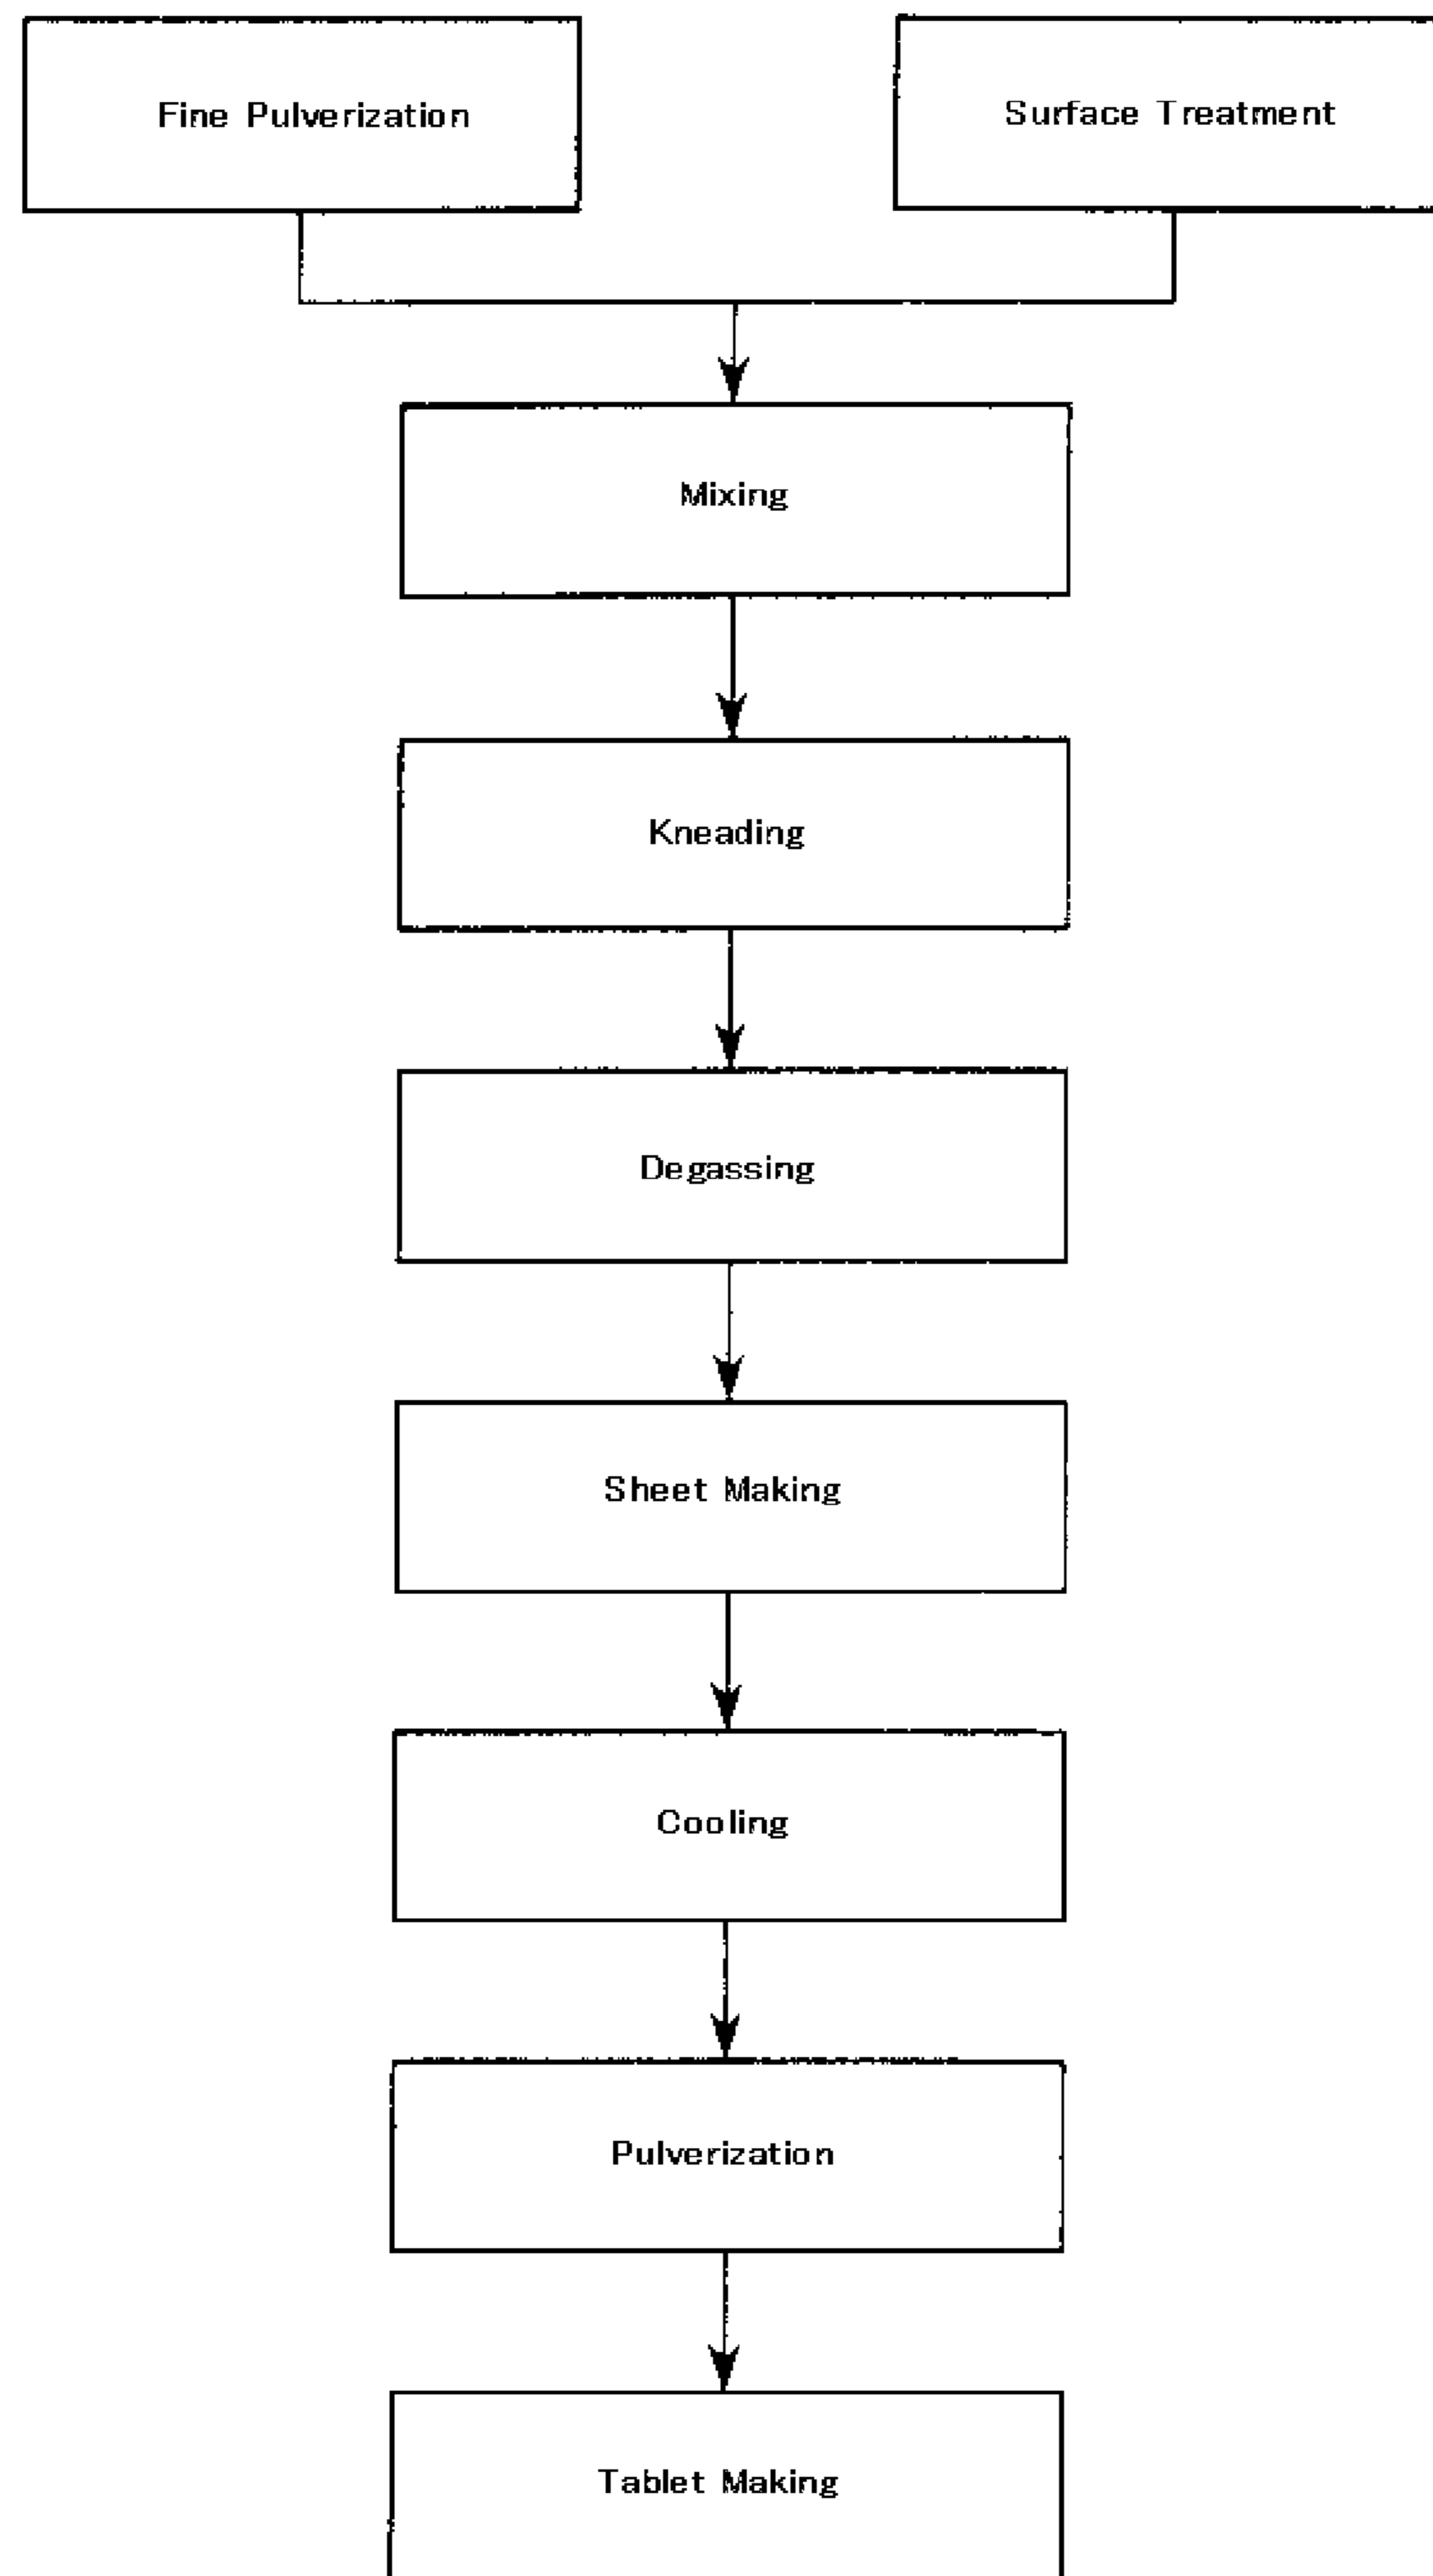 Fine Pulverization
Surface Treatment
Mixing
Kneading
Degassing
Sheet Making
Cooling
Pulverization
Tablet Making